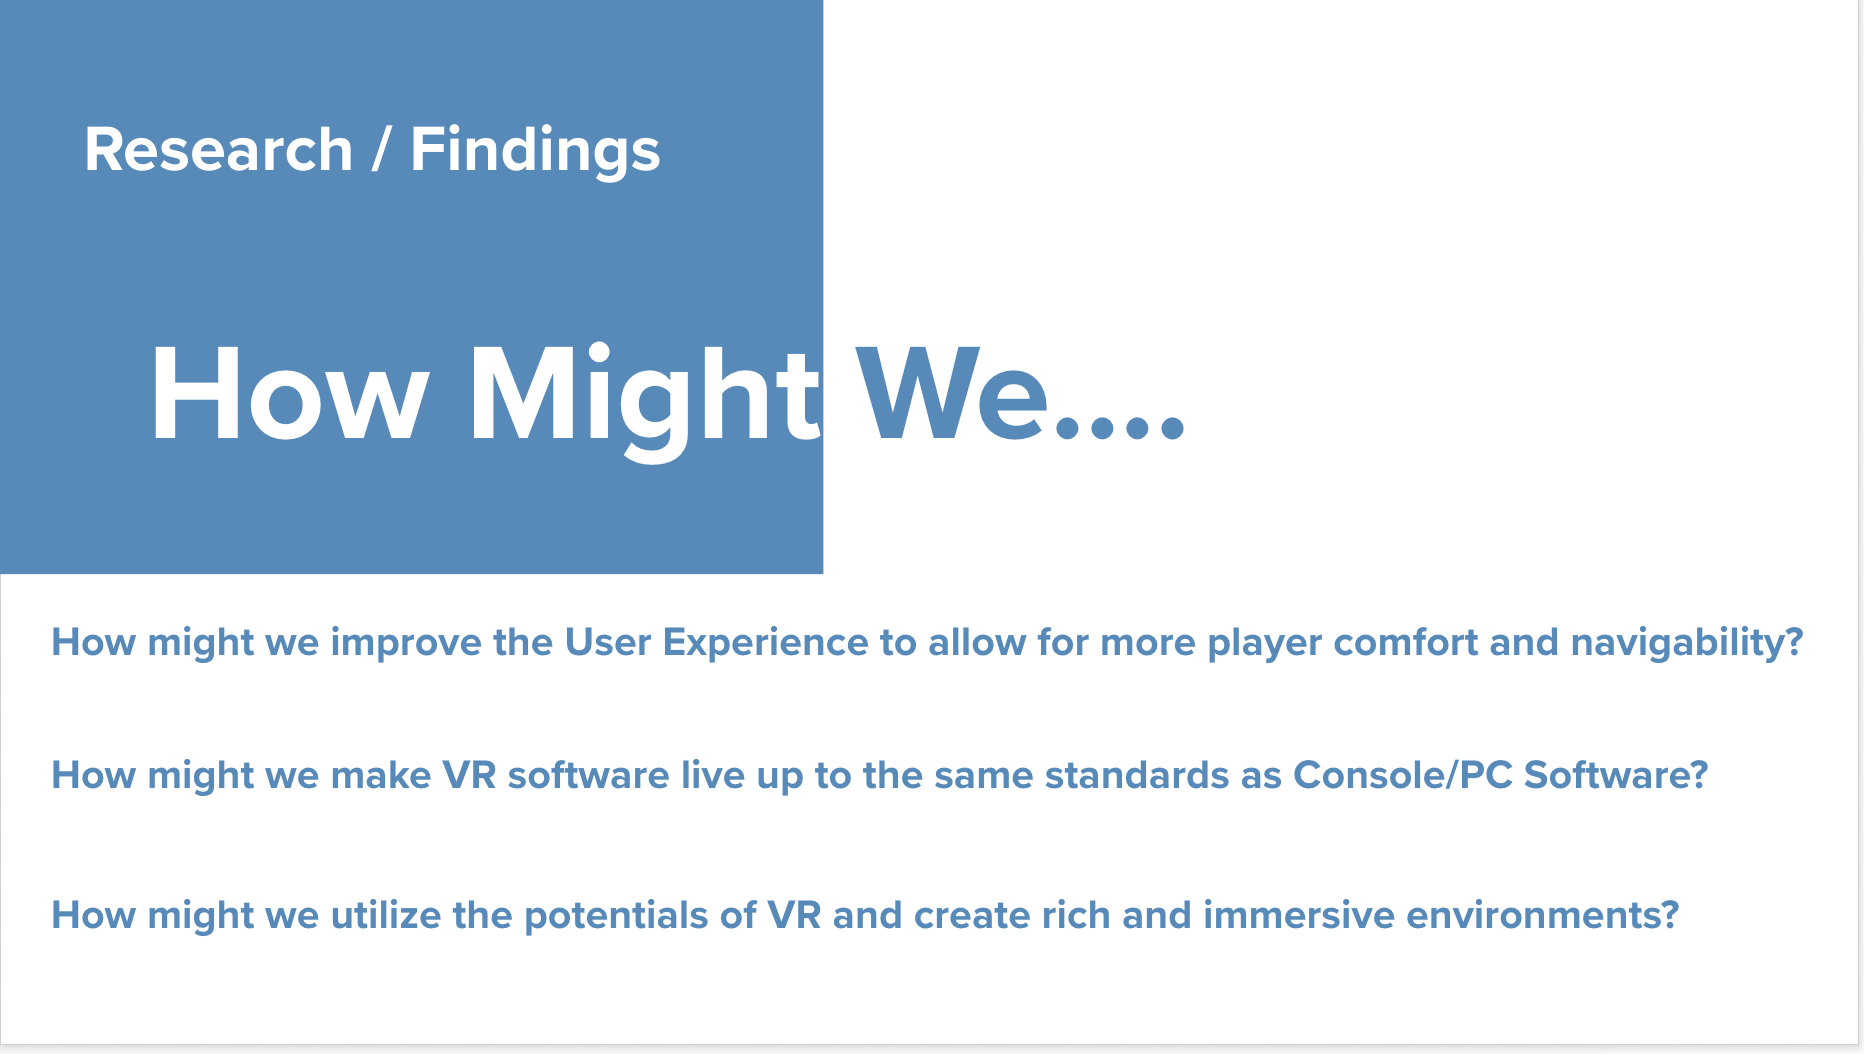 Research / Findings
How Might We....
How might we improve the User Experience to allow for more player comfort and navigability?
How might we make VR software live up to the same standards as Console/PC Software?
How might we utilize the potentials of VR and create rich and immersive environments?